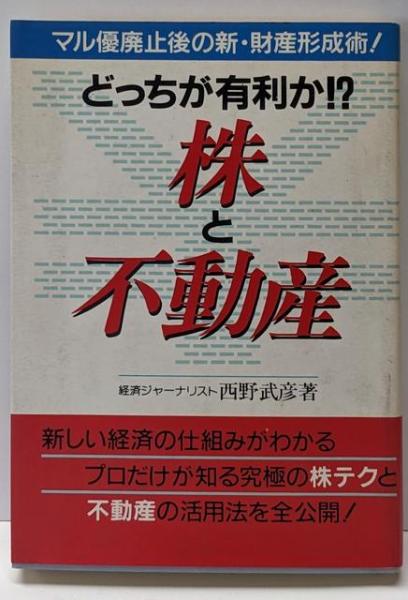 マル優廃止後の新・財産形成術!
どっちが有利か!?
株
と
不動産
経済ジャーナリスト 西野武彦著
新しい経済の仕組みがわかる
プロだけが知る究極の株テクと
不動産の活用法を全公開!